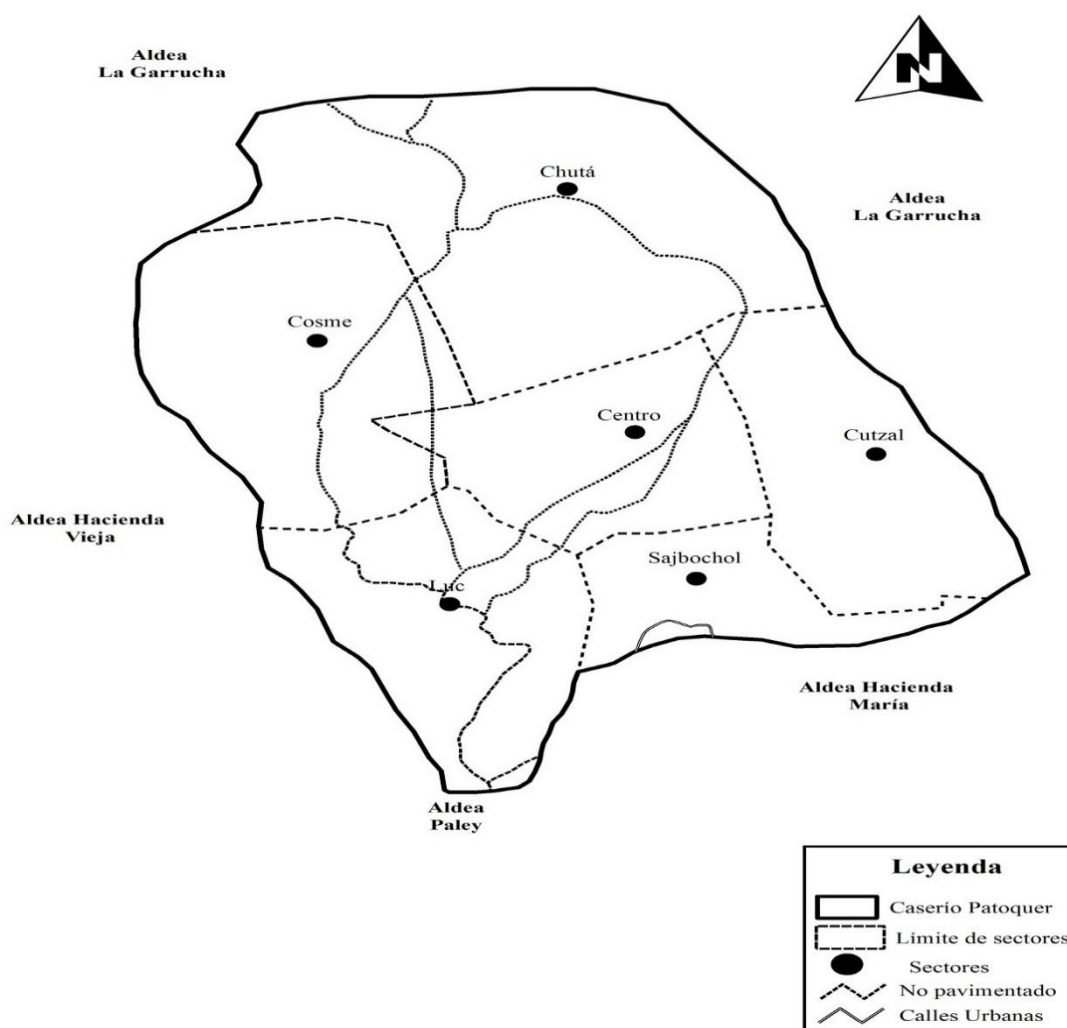 Aldea
La Garrucha
N
Chutá
Aldea
La Garrucha
Cosme
Centro
Cutzal
Aldea Hacienda
Vieja
Sajbochol
Luc
Aldea Hacienda
María
Aldea
Paley
Leyenda
Caserío Patoquer
Límite de sectores
Sectores
No pavimentado
Calles Urbanas